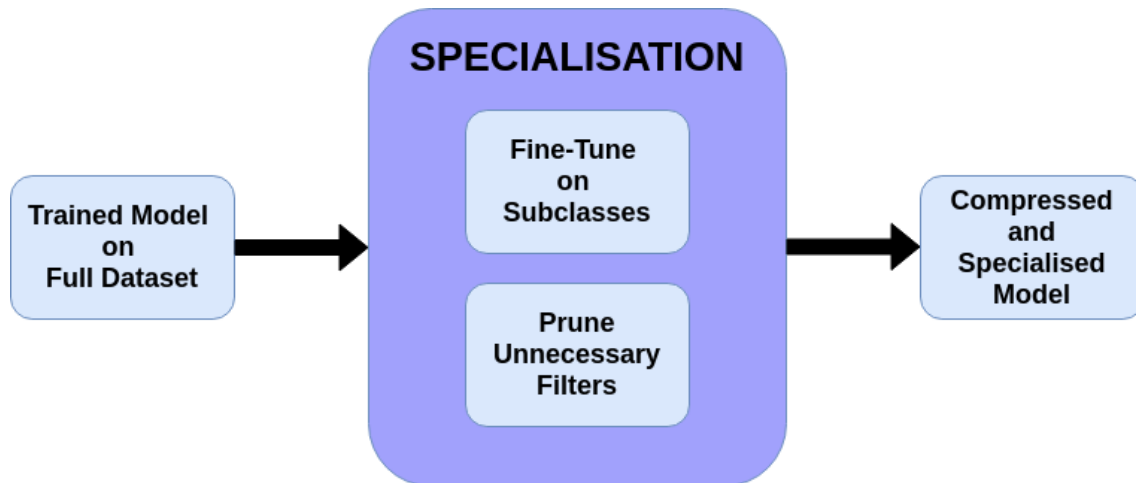 SPECIALISATION
Trained Model
on
Full Dataset
Fine-Tune
on
Subclasses
Prune
Unnecessary
Filters
Compressed
and
Specialised
Model